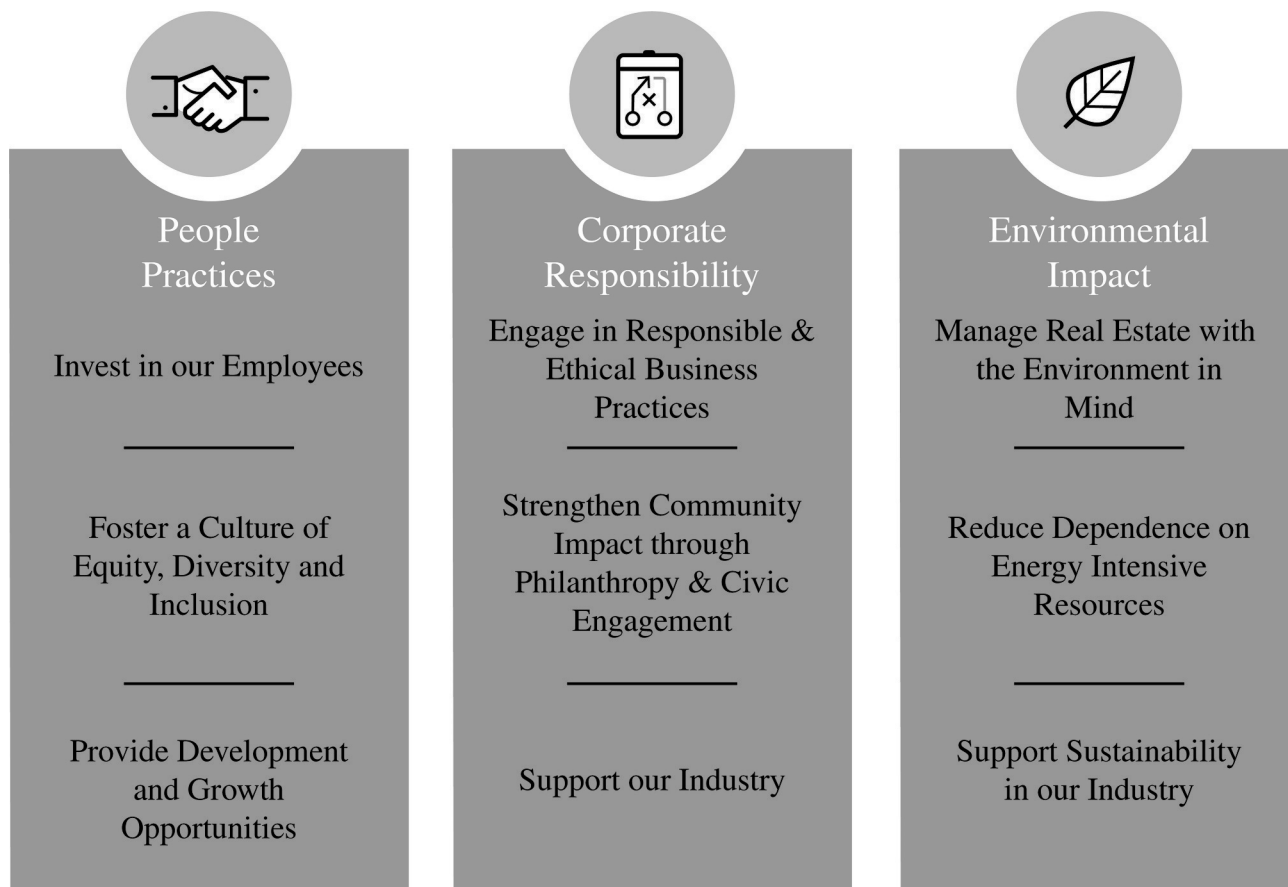 People
Practices
Invest in our Employees
Foster a Culture of
Equity, Diversity and
Inclusion
Provide Development
and Growth
Opportunities
Corporate
Responsibility
Engage in Responsible &
Ethical Business
Practices
Strengthen Community
Impact through
Philanthropy & Civic
Engagement
Support our Industry
Environmental
Impact
Manage Real Estate with
the Environment in
Mind
Reduce Dependence on
Energy Intensive
Resources
Support Sustainability
in our Industry